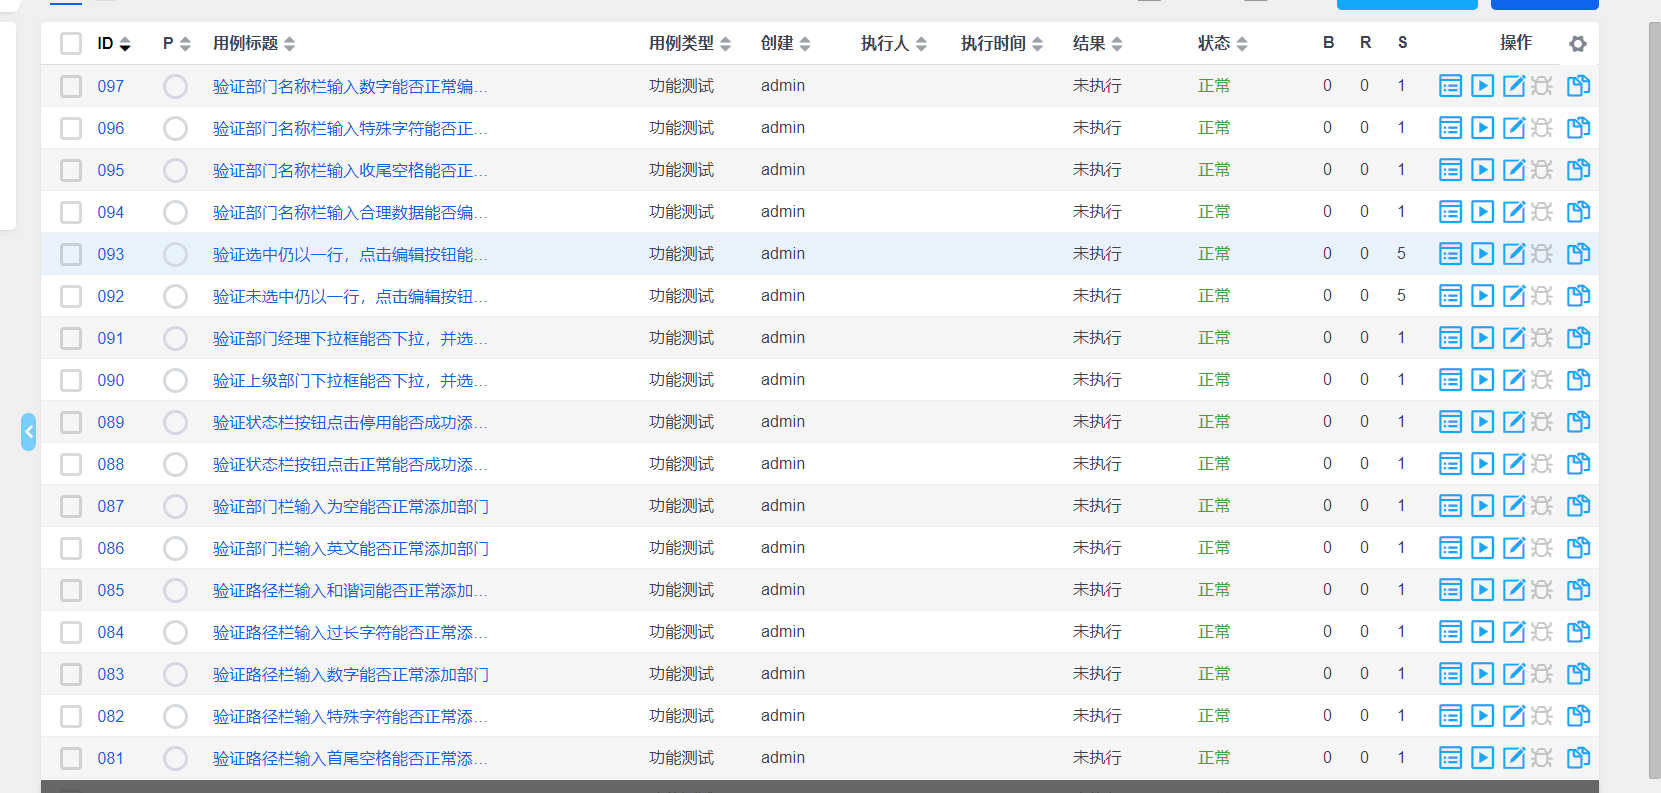 ID P 用例标题 用例类型 创建 执行人 执行时间 结果 状态 B R S 操作
097 验证部门名称栏输入数字能否正常编... 功能测试 admin 未执行 正常 0 0 1
096 验证部门名称栏输入特殊字符能否正... 功能测试 admin 未执行 正常 0 0 1
095 验证部门名称栏输入收尾空格能否正... 功能测试 admin 未执行 正常 0 0 1
094 验证部门名称栏输入合理数据能否编... 功能测试 admin 未执行 正常 0 0 1
093 验证选中仍以一行，点击编辑按钮能... 功能测试 admin 未执行 正常 0 0 5
092 验证未选中仍以一行，点击编辑按钮... 功能测试 admin 未执行 正常 0 0 5
091 验证部门经理下拉框能否下拉，并选... 功能测试 admin 未执行 正常 0 0 1
090 验证上级部门下拉框能否下拉，并选... 功能测试 admin 未执行 正常 0 0 1
089 验证状态栏按钮点击停用能否成功添... 功能测试 admin 未执行 正常 0 0 1
088 验证状态栏按钮点击正常能否成功添... 功能测试 admin 未执行 正常 0 0 1
087 验证部门栏输入为空能否正常添加部门 功能测试 admin 未执行 正常 0 0 1
086 验证部门栏输入英文能否正常添加部门 功能测试 admin 未执行 正常 0 0 1
085 验证路径栏输入和谐词能否正常添加... 功能测试 admin 未执行 正常 0 0 1
084 验证路径栏输入过长字符能否正常添... 功能测试 admin 未执行 正常 0 0 1
083 验证路径栏输入数字能否正常添加部门 功能测试 admin 未执行 正常 0 0 1
082 验证路径栏输入特殊字符能否正常添... 功能测试 admin 未执行 正常 0 0 1
081 验证路径栏输入首尾空格能否正常添... 功能测试 admin 未执行 正常 0 0 1